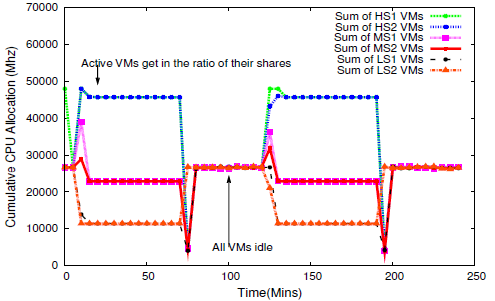 70000
60000
50000
40000
30000
20000
10000
0
Cumulative CPU Allocation (Mhz)
Sum of HS1 VMs
Sum of HS2 VMs
Sum of MS1 VMs
Sum of MS2 VMs
Sum of LS1 VMs
Sum of LS2 VMs
Active VMs get in the ratio of their shares
All VMs idle
0 50 100 150 200 250
Time(Mins)